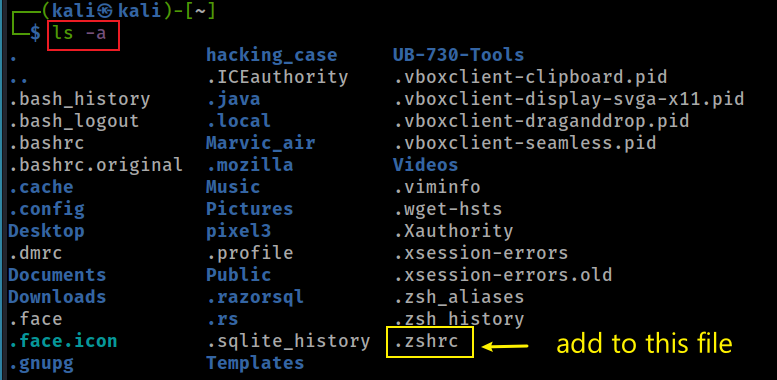 ┌──(kali㉿kali)-[~]
└─$ ls -a
. hacking_case UB-730-Tools
.. .ICEauthority .vboxclient-clipboard.pid
.bash_history .java .vboxclient-display-svga-x11.pid
.bash_logout .local .vboxclient-draganddrop.pid
.bashrc Marvic_air .vboxclient-seamless.pid
.bashrc.original .mozilla Videos
.cache Music .viminfo
.config Pictures .wget-hsts
Desktop pixel3 .Xauthority
.dmrc .profile .xsession-errors
Documents Public .xsession-errors.old
Downloads .razorsql .zsh_aliases
.face .rs .zsh_history
.face.icon .sqlite_history .zshrc add to this file
.gnupg Templates